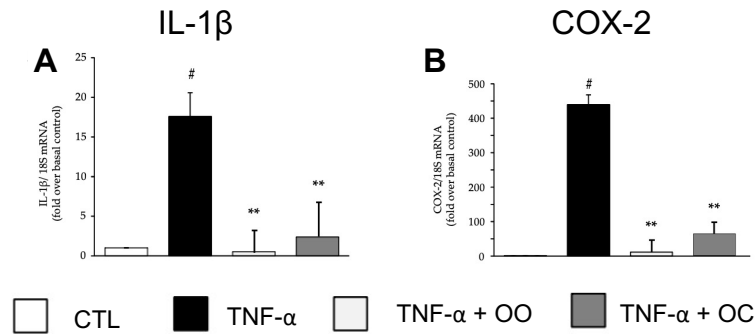 IL-1β
COX-2
A
B
IL-1β/ 18S mRNA
(fold over basal control)
25
20
15
10
5
0
#
**
**
COX-2/18S mRNA
(fold over basal control)
500
400
300
200
100
0
#
**
**
CTL
TNF-α
TNF-α + OO
TNF-α + OC